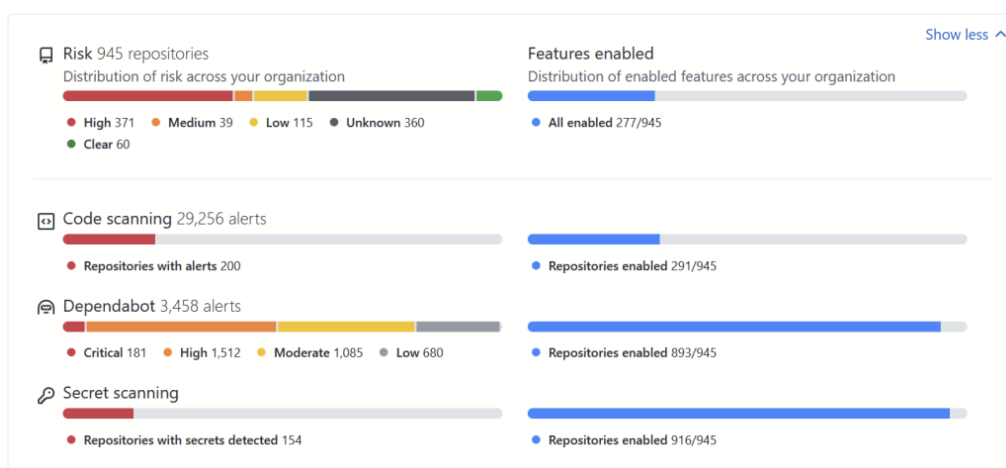 Show less
Risk 945 repositories
Distribution of risk across your organization
High 371 Medium 39 Low 115 Unknown 360
Clear 60
Features enabled
Distribution of enabled features across your organization
All enabled 277/945
Code scanning 29,256 alerts
Repositories with alerts 200
Repositories enabled 291/945
Dependabot 3,458 alerts
Critical 181 High 1,512 Moderate 1,085 Low 680
Repositories enabled 893/945
Secret scanning
Repositories with secrets detected 154
Repositories enabled 916/945